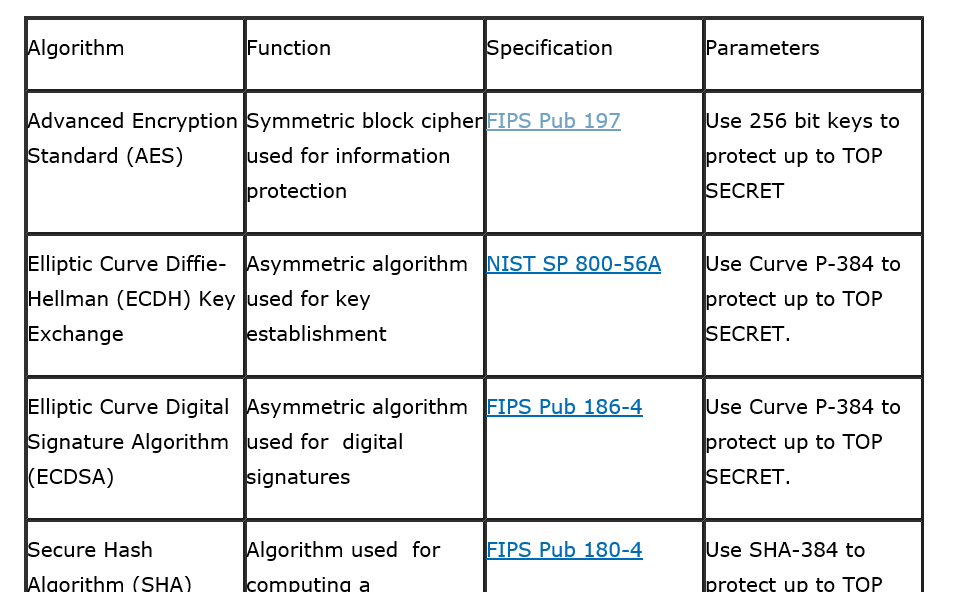 Algorithm
Function
Specification
Parameters
Advanced Encryption
Standard (AES)
Symmetric block cipher
used for information
protection
FIPS Pub 197
Use 256 bit keys to
protect up to TOP
SECRET
Elliptic Curve Diffie-
Hellman (ECDH) Key
Exchange
Asymmetric algorithm
used for key
establishment
NIST SP 800-56A
Use Curve P-384 to
protect up to TOP
SECRET.
Elliptic Curve Digital
Signature Algorithm
(ECDSA)
Asymmetric algorithm
used for  digital
signatures
FIPS Pub 186-4
Use Curve P-384 to
protect up to TOP
SECRET.
Secure Hash
Algorithm (SHA)
Algorithm used  for
computing a
FIPS Pub 180-4
Use SHA-384 to
protect up to TOP